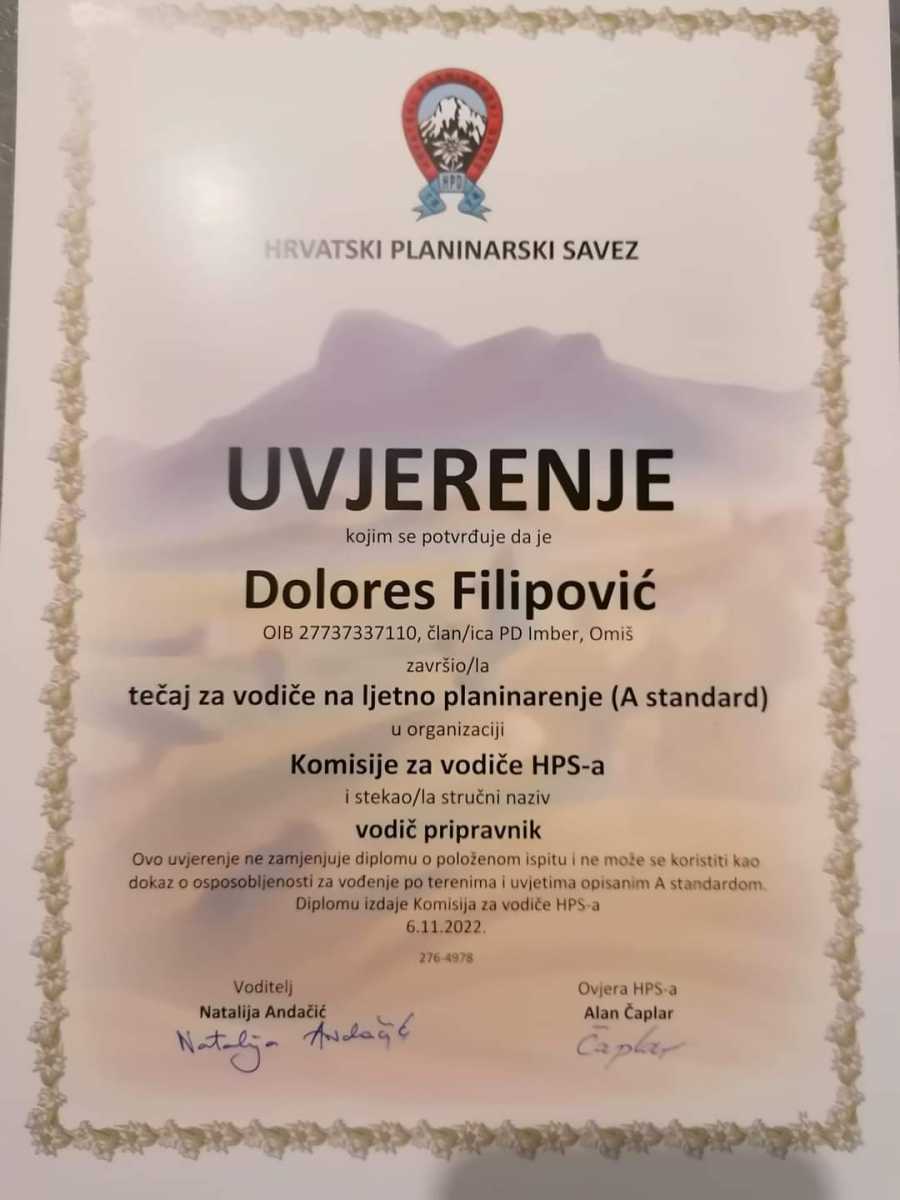 HPD
HRVATSKI PLANINARSKI SAVEZ
UVJERENJE
kojim se potvrđuje da je
Dolores Filipović
OIB 27737337110, član/ica PD Imber, Omiš
završio/la
tečaj za vodiče na ljetno planinarenje (A standard)
u organizaciji
Komisije za vodiče HPS-a
i stekao/la stručni naziv
vodič pripravnik
Ovo uvjerenje ne zamjenjuje diplomu o položenom ispitu i ne može se koristiti kao
dokaz o osposobljenosti za vođenje po terenima i uvjetima opisanim A standardom.
Diplomu izdaje Komisija za vodiče HPS-a
6.11.2022.
276-4978
Voditelj
Natalija Andačić
Natalija Andačić
Ovjera HPS-a
Alan Čaplar
Čaplar